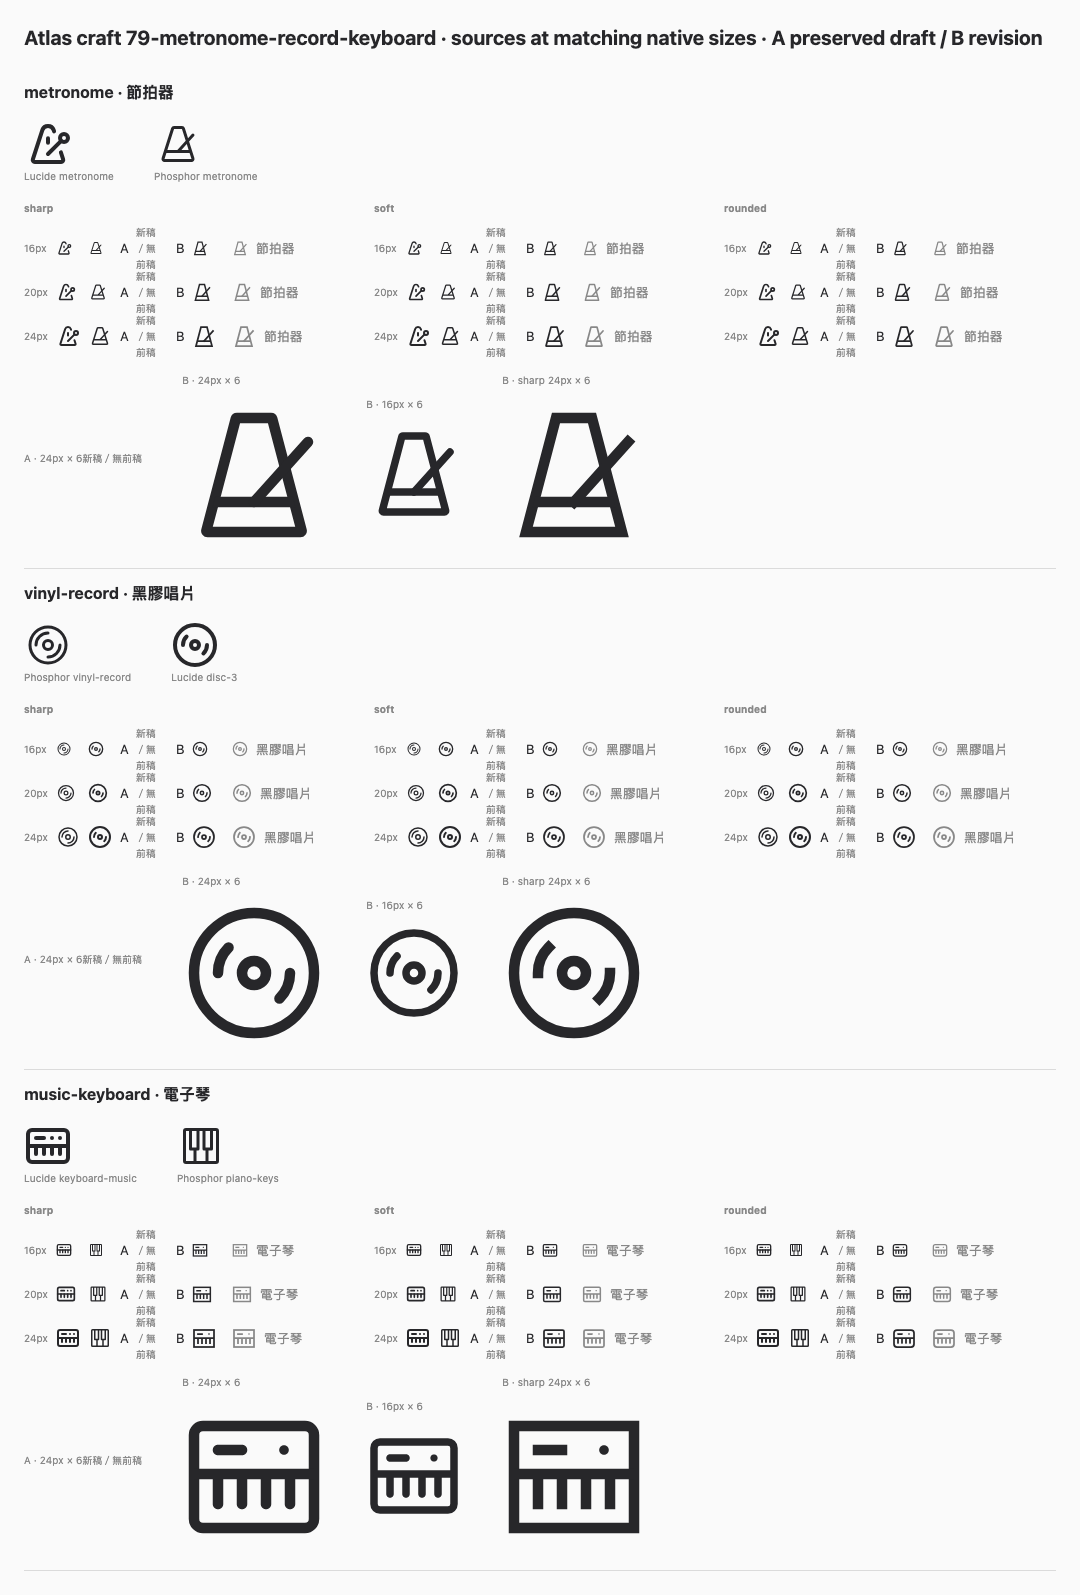 Atlas craft 79-metronome-record-keyboard · sources at matching native sizes · A preserved draft / B revision
metronome · 節拍器
Lucide metronome
Phosphor metronome
sharp
soft
rounded
16px A 新稿 / 無前稿 B 節拍器
16px A 新稿 / 無前稿 B 節拍器
16px A 新稿 / 無前稿 B 節拍器
20px A 新稿 / 無前稿 B 節拍器
20px A 新稿 / 無前稿 B 節拍器
20px A 新稿 / 無前稿 B 節拍器
24px A 新稿 / 無前稿 B 節拍器
24px A 新稿 / 無前稿 B 節拍器
24px A 新稿 / 無前稿 B 節拍器
A · 24px × 6新稿 / 無前稿
B · 24px × 6
B · 16px × 6
B · sharp 24px × 6
vinyl-record · 黑膠唱片
Phosphor vinyl-record
Lucide disc-3
sharp
soft
rounded
16px A 新稿 / 無前稿 B 黑膠唱片
16px A 新稿 / 無前稿 B 黑膠唱片
16px A 新稿 / 無前稿 B 黑膠唱片
20px A 新稿 / 無前稿 B 黑膠唱片
20px A 新稿 / 無前稿 B 黑膠唱片
20px A 新稿 / 無前稿 B 黑膠唱片
24px A 新稿 / 無前稿 B 黑膠唱片
24px A 新稿 / 無前稿 B 黑膠唱片
24px A 新稿 / 無前稿 B 黑膠唱片
A · 24px × 6新稿 / 無前稿
B · 24px × 6
B · 16px × 6
B · sharp 24px × 6
music-keyboard · 電子琴
Lucide keyboard-music
Phosphor piano-keys
sharp
soft
rounded
16px A 新稿 / 無前稿 B 電子琴
16px A 新稿 / 無前稿 B 電子琴
16px A 新稿 / 無前稿 B 電子琴
20px A 新稿 / 無前稿 B 電子琴
20px A 新稿 / 無前稿 B 電子琴
20px A 新稿 / 無前稿 B 電子琴
24px A 新稿 / 無前稿 B 電子琴
24px A 新稿 / 無前稿 B 電子琴
24px A 新稿 / 無前稿 B 電子琴
A · 24px × 6新稿 / 無前稿
B · 24px × 6
B · 16px × 6
B · sharp 24px × 6